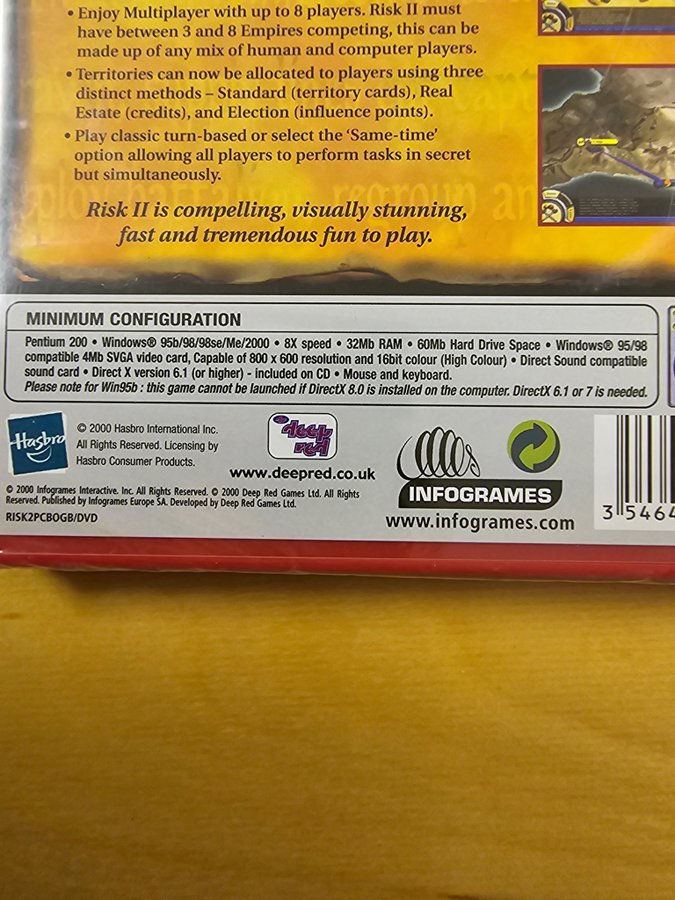 • Enjoy Multiplayer with up to 8 players. Risk II must
have between 3 and 8 Empires competing, this can be
made up of any mix of human and computer players.
• Territories can now be allocated to players using three
distinct methods – Standard (territory cards), Real
Estate (credits), and Election (influence points).
• Play classic turn-based or select the 'Same-time'
option allowing all players to perform tasks in secret
but simultaneously.
Risk II is compelling, visually stunning,
fast and tremendous fun to play.
MINIMUM CONFIGURATION
Pentium 200 • Windows® 95b/98/98se/Me/2000 • 8X speed • 32Mb RAM • 60Mb Hard Drive Space • Windows® 95/98
compatible 4Mb SVGA video card, Capable of 800 x 600 resolution and 16bit colour (High Colour) • Direct Sound compatible
sound card • Direct X version 6.1 (or higher) - included on CD • Mouse and keyboard.
Please note for Win95b : this game cannot be launched if DirectX 8.0 is installed on the computer. DirectX 6.1 or 7 is needed.
Hasbro
© 2000 Hasbro International Inc.
All Rights Reserved. Licensing by
Hasbro Consumer Products.
deep
red
www.deepred.co.uk
INFOGRAMES
www.infogrames.com
© 2000 Infogrames Interactive. Inc. All Rights Reserved. © 2000 Deep Red Games Ltd. All Rights
Reserved. Published by Infogrames Europe SA. Developed by Deep Red Games Ltd.
RISK2PCBOGB/DVD
3 5464